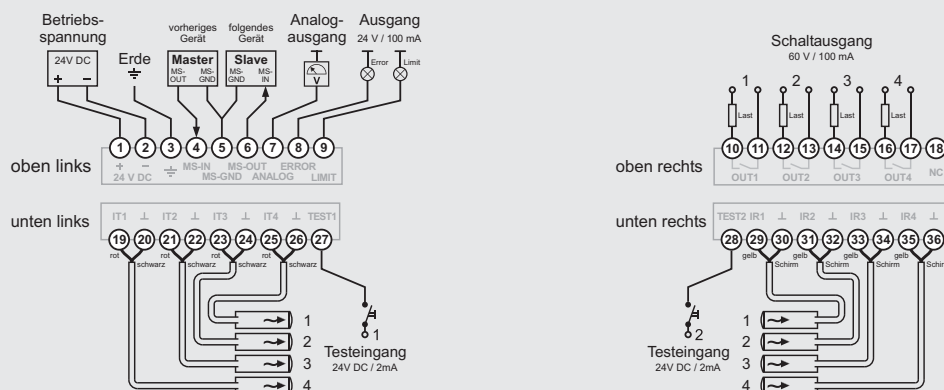 Betriebs-
spannung
24V DC
+ −
Erde
vorheriges
Gerät
Master
MS-
OUT
MS-
GND
folgendes
Gerät
Slave
MS-
GND
MS-
IN
Analog-
ausgang
V
Ausgang
24 V / 100 mA
Error
Limit
1 2 3 4 5 6 7 8 9
oben links
+ − MS-IN MS-OUT ERROR
24 V DC MS-GND ANALOG LIMIT
Schaltausgang
60 V / 100 mA
1 2 3 4
Last Last Last Last
10 11 12 13 14 15 16 17 18
oben rechts
OUT1 OUT2 OUT3 OUT4 NC
unten links
IT1 ⊥ IT2 ⊥ IT3 ⊥ IT4 ⊥ TEST1
19 20 21 22 23 24 25 26 27
rot rot rot rot
schwarz schwarz schwarz schwarz
1
2
3
4
1
Testeingang
24V DC / 2mA
unten rechts
TEST2 IR1 ⊥ IR2 ⊥ IR3 ⊥ IR4 ⊥
28 29 30 31 32 33 34 35 36
gelb gelb gelb gelb
Schirm Schirm Schirm
2
Testeingang
24V DC / 2mA
1
2
3
4